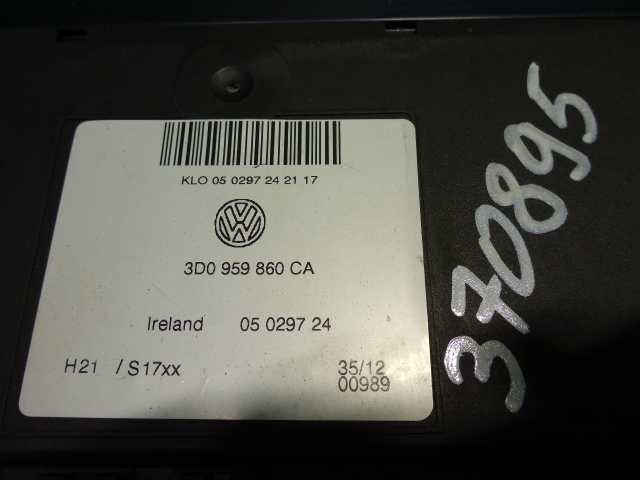 KLO 05 0297 24 21 17
VW
3D0 959 860 CA
Ireland 05 0297 24
H21 / S17xx 35/12
00989
370895